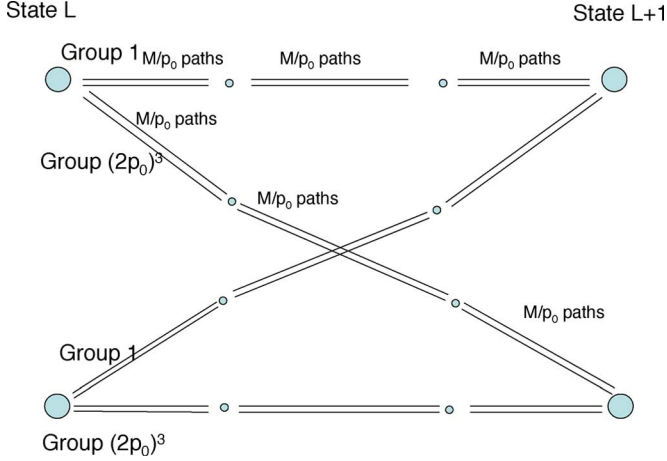 State L
State L+1
Group 1
M/p₀ paths
M/p₀ paths
M/p₀ paths
M/p₀ paths
Group (2p₀)³
M/p₀ paths
M/p₀ paths
Group 1
Group (2p₀)³